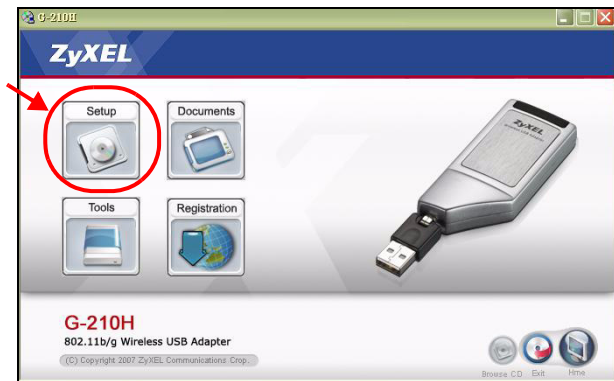 G-210H
ZyXEL
Setup
Documents
Tools
Registration
ZyXEL
G-210H
802.11b/g Wireless USB Adapter
(C) Copyright 2007 ZyXEL Communications Crop.
Browse CD
Exit
Hme